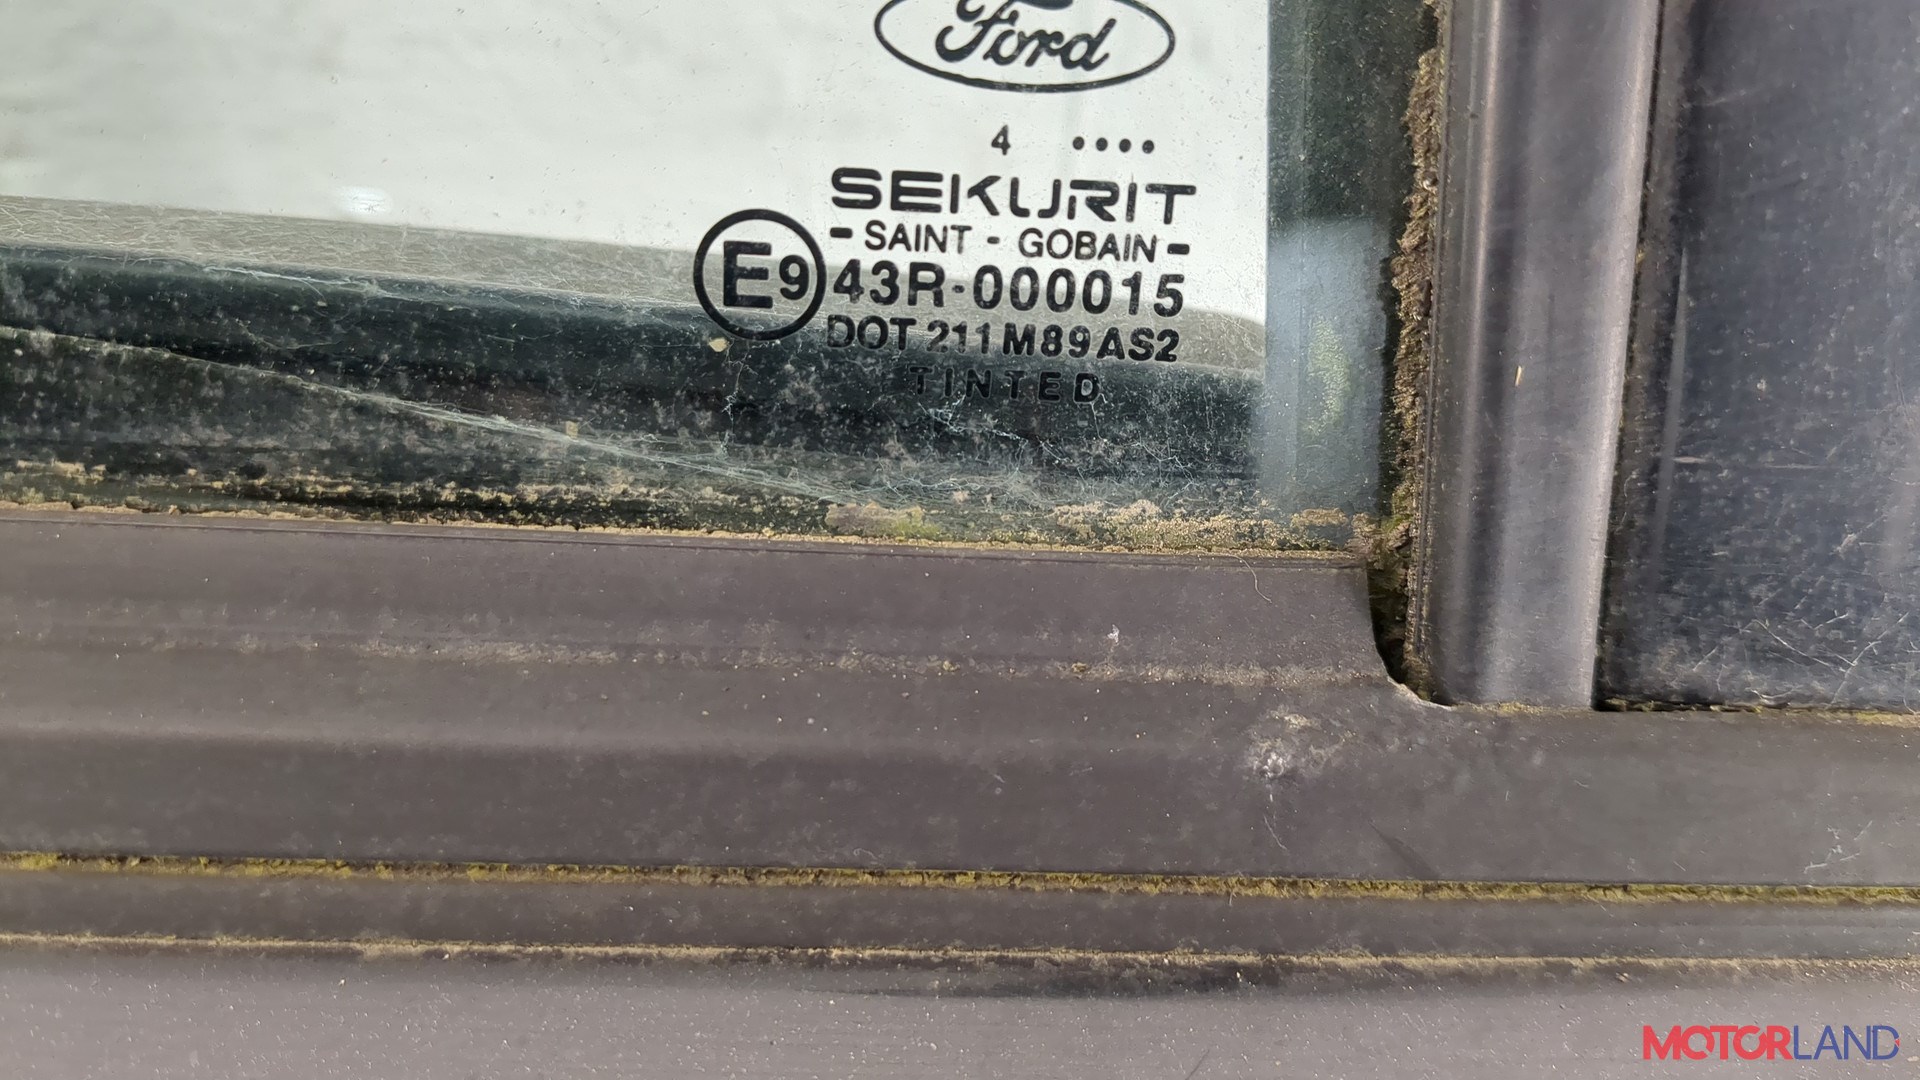 Ford
4 ••••
SEKURIT
- SAINT - GOBAIN -
E9 43R-000015
DOT 211 M89 AS2
TINTED
MOTORLAND